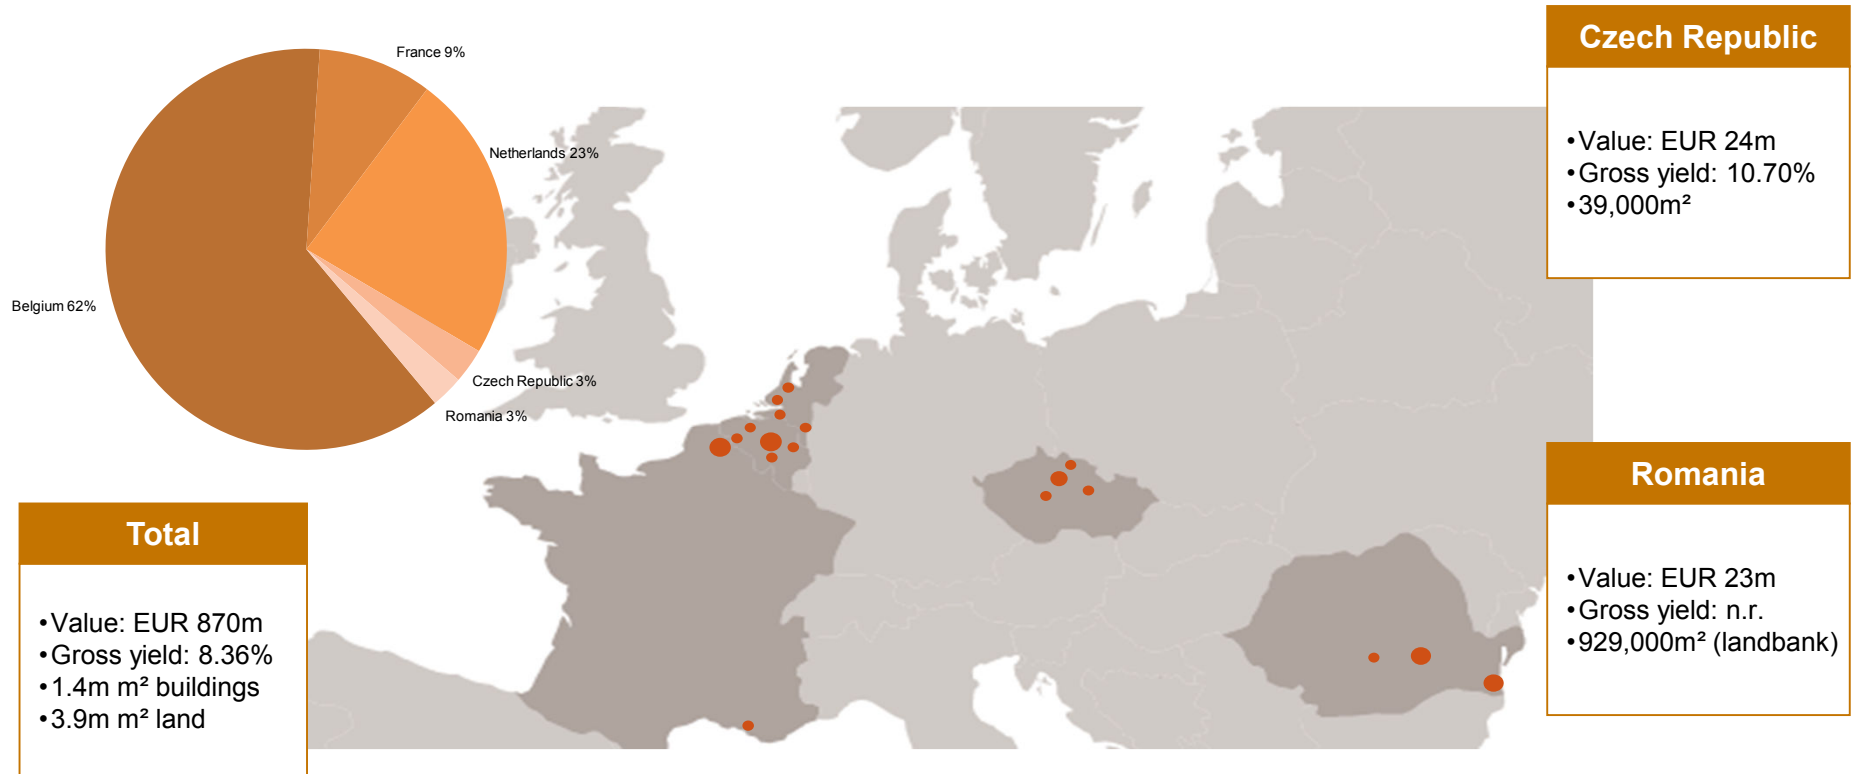 France 9%
Netherlands 23%
Belgium 62%
Czech Republic 3%
Romania 3%
Czech Republic
•Value: EUR 24m
•Gross yield: 10.70%
•39,000m²
Romania
•Value: EUR 23m
•Gross yield: n.r.
•929,000m² (landbank)
Total
•Value: EUR 870m
•Gross yield: 8.36%
•1.4m m² buildings
•3.9m m² land